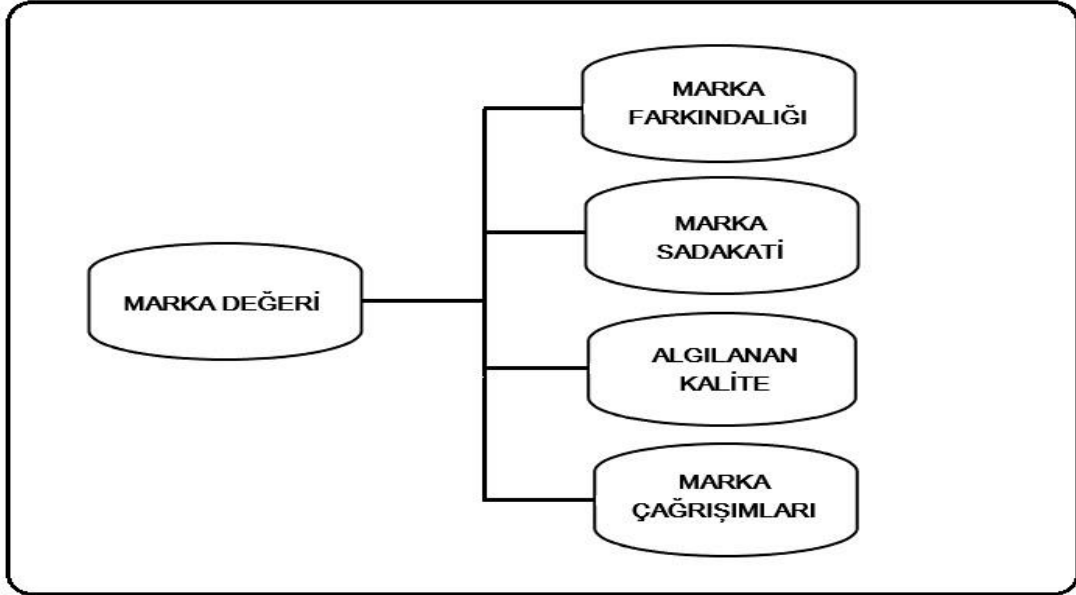 MARKA
FARKINDALIĞI
MARKA
SADAKATİ
MARKA DEĞERİ
ALGILANAN
KALİTE
MARKA
ÇAĞRIŞIMLARI